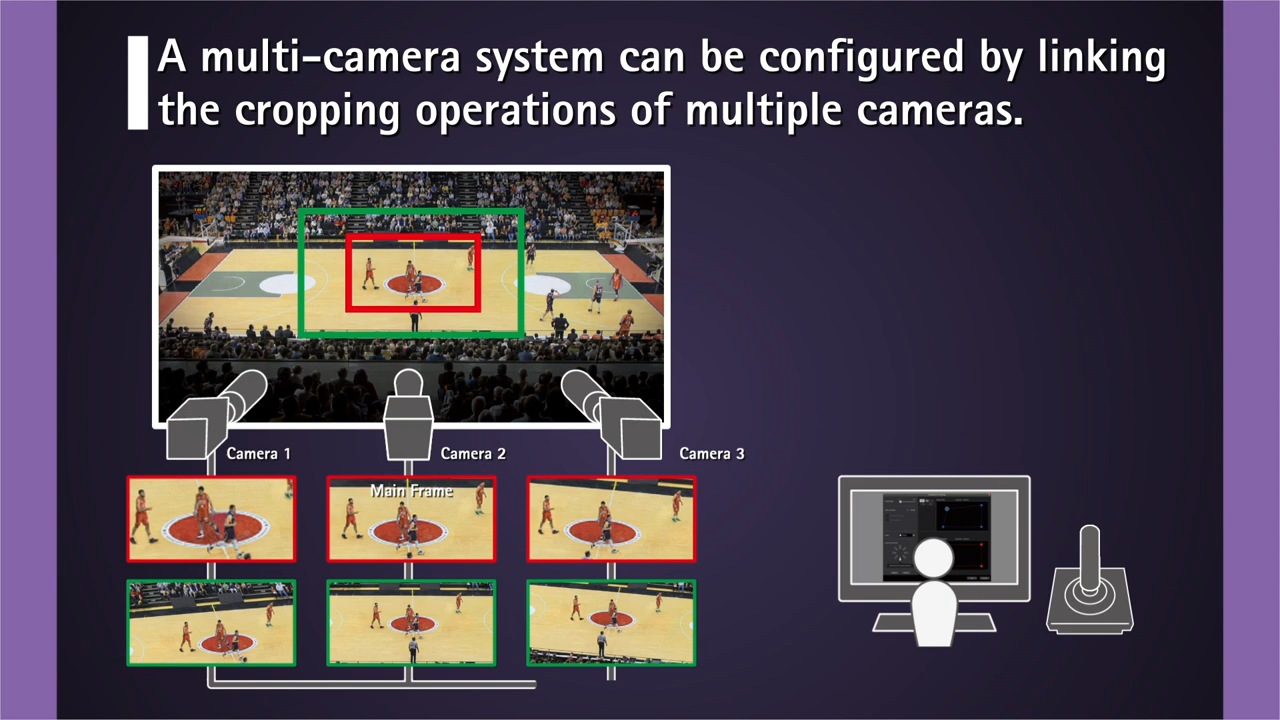 A multi-camera system can be configured by linking
the cropping operations of multiple cameras.
Camera 1
Camera 2
Camera 3
Main Frame